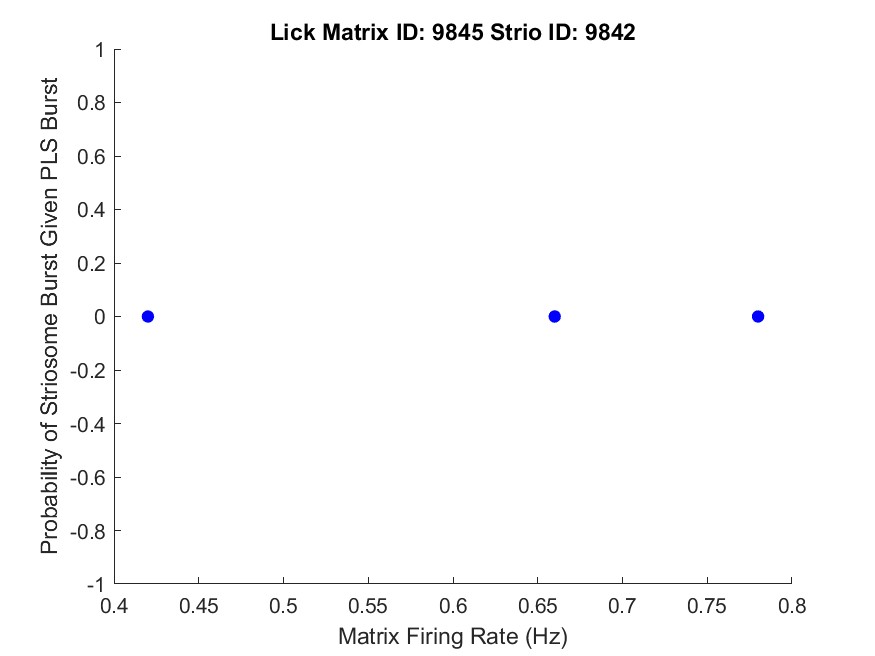 Lick Matrix ID: 9845 Strio ID: 9842
Probability of Striosome Burst Given PLS Burst
1
0.8
0.6
0.4
0.2
0
-0.2
-0.4
-0.6
-0.8
-1
0.4 0.45 0.5 0.55 0.6 0.65 0.7 0.75 0.8
Matrix Firing Rate (Hz)